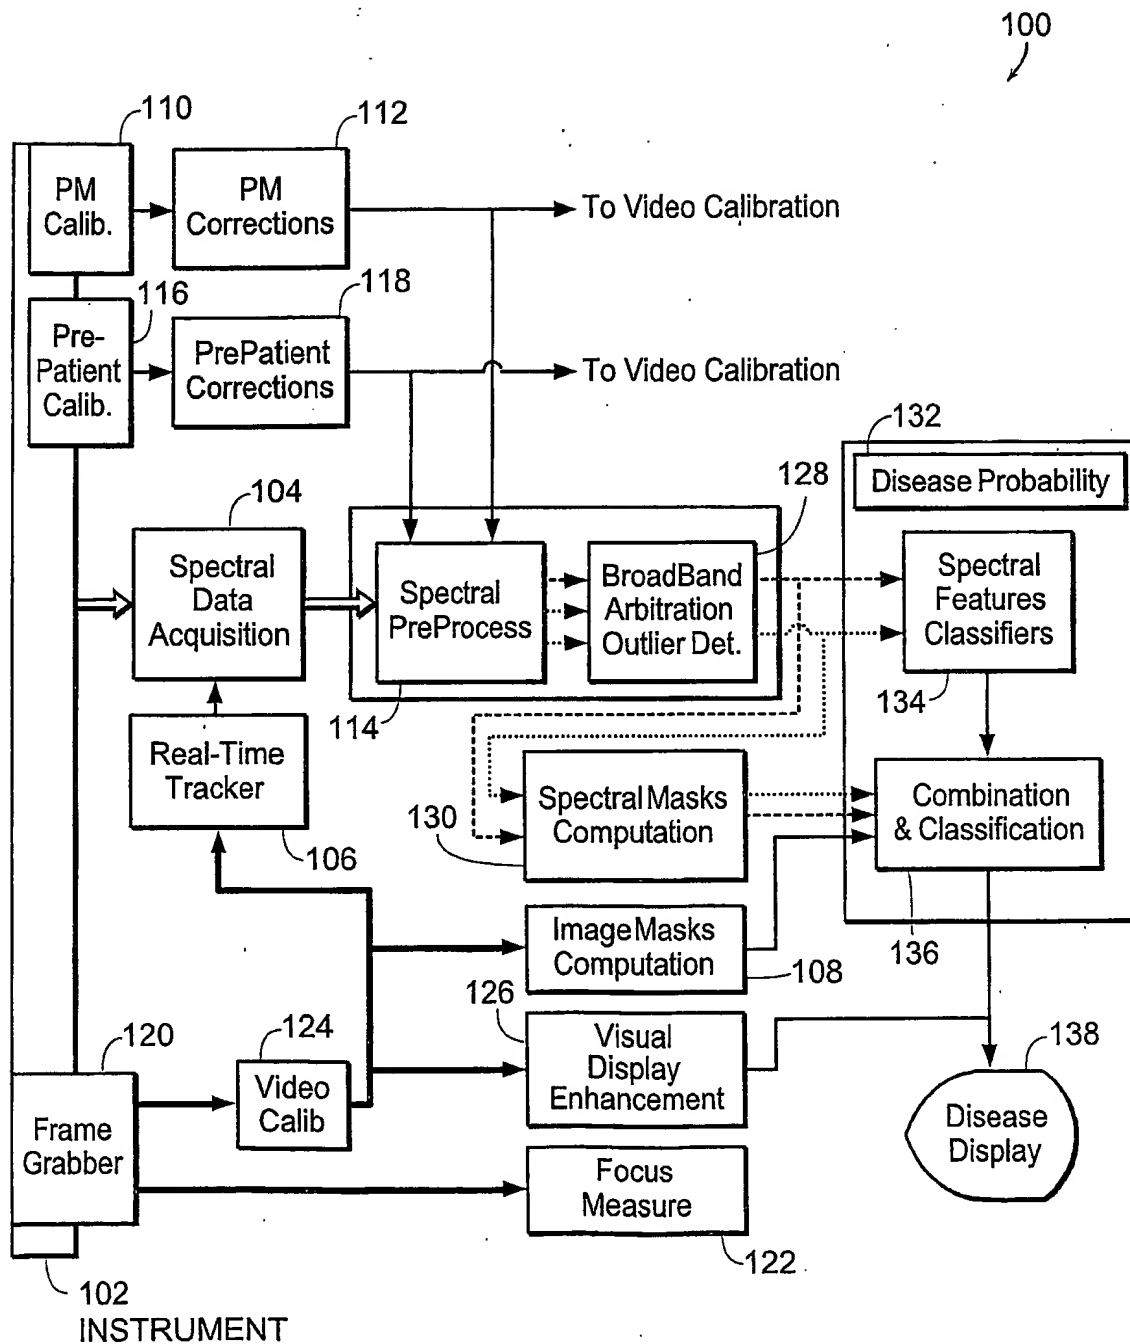 100
110
112
PM
Calib.
PM
Corrections
To Video Calibration
116
118
Pre-
Patient
Calib.
PrePatient
Corrections
To Video Calibration
132
Disease Probability
104
128
Spectral
Data
Acquisition
Spectral
PreProcess
BroadBand
Arbitration
Outlier Det.
Spectral
Features
Classifiers
114
134
Real-Time
Tracker
106
Spectral Masks
Computation
130
Combination
& Classification
136
Image Masks
Computation
108
126
120
124
Visual
Display
Enhancement
138
Video
Calib
Frame
Grabber
Disease
Display
Focus
Measure
122
102
INSTRUMENT